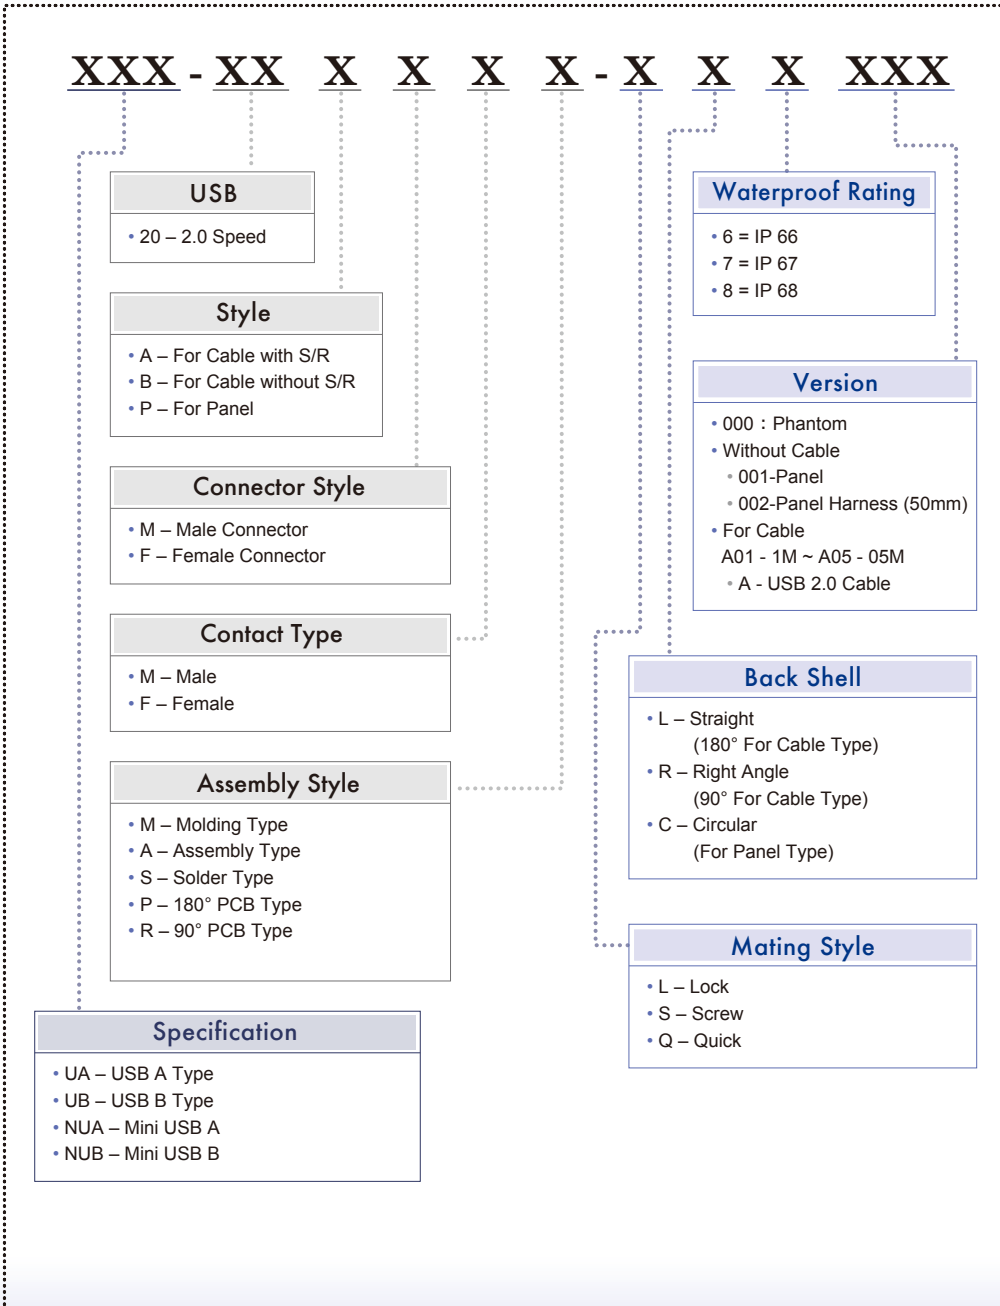 XXX - XX X X X X - X X X XXX
USB
• 20 – 2.0 Speed
Style
• A – For Cable with S/R
• B – For Cable without S/R
• P – For Panel
Connector Style
• M – Male Connector
• F – Female Connector
Contact Type
• M – Male
• F – Female
Assembly Style
• M – Molding Type
• A – Assembly Type
• S – Solder Type
• P – 180° PCB Type
• R – 90° PCB Type
Specification
• UA – USB A Type
• UB – USB B Type
• NUA – Mini USB A
• NUB – Mini USB B
Waterproof Rating
• 6 = IP 66
• 7 = IP 67
• 8 = IP 68
Version
• 000：Phantom
• Without Cable
• 001-Panel
• 002-Panel Harness (50mm)
• For Cable
A01 - 1M ~ A05 - 05M
• A - USB 2.0 Cable
Back Shell
• L – Straight
(180° For Cable Type)
• R – Right Angle
(90° For Cable Type)
• C – Circular
(For Panel Type)
Mating Style
• L – Lock
• S – Screw
• Q – Quick